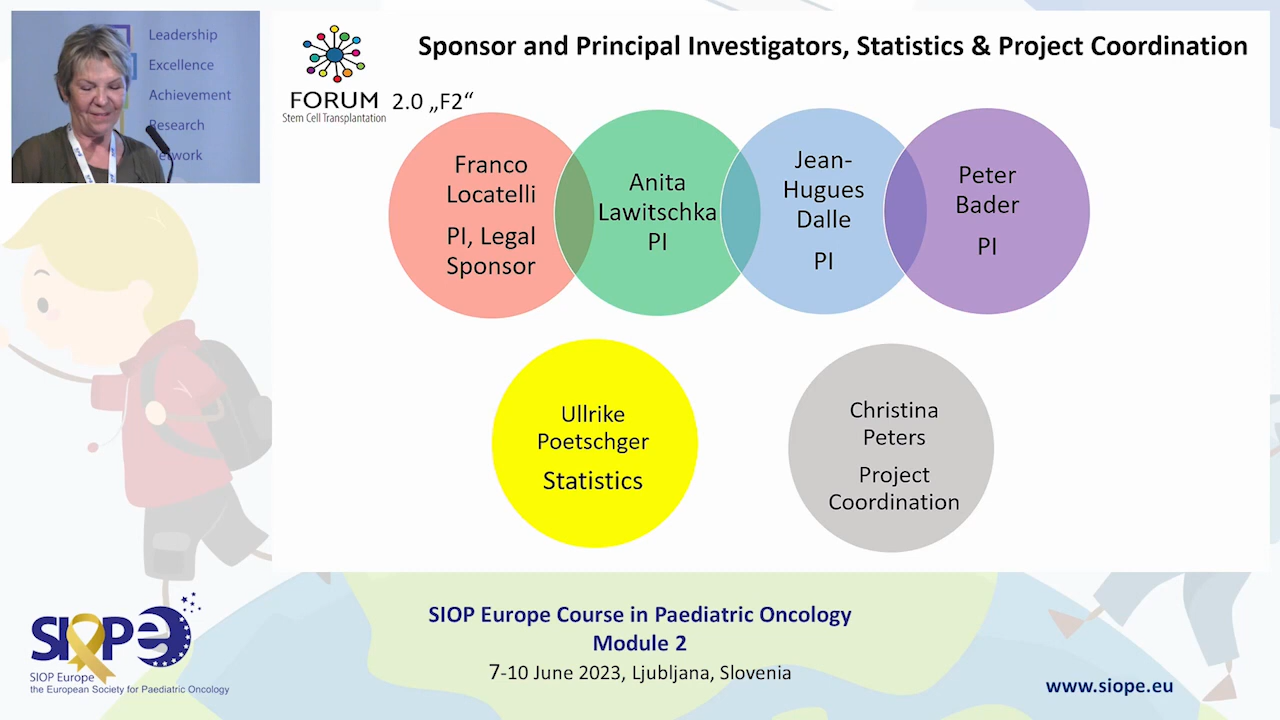 Leadership
Excellence
Achievement
Research
Network
FORUM
Stem Cell Transplantation
2.0 „F2“
Sponsor and Principal Investigators, Statistics & Project Coordination
Franco
Locatelli
PI, Legal
Sponsor
Anita
Lawitschka
PI
Jean-
Hugues
Dalle
PI
Peter
Bader
PI
Ullrike
Poetschger
Statistics
Christina
Peters
Project
Coordination
SIOP e
SIOP Europe
the European Society for Paediatric Oncology
SIOP Europe Course in Paediatric Oncology
Module 2
7-10 June 2023, Ljubljana, Slovenia
www.siope.eu